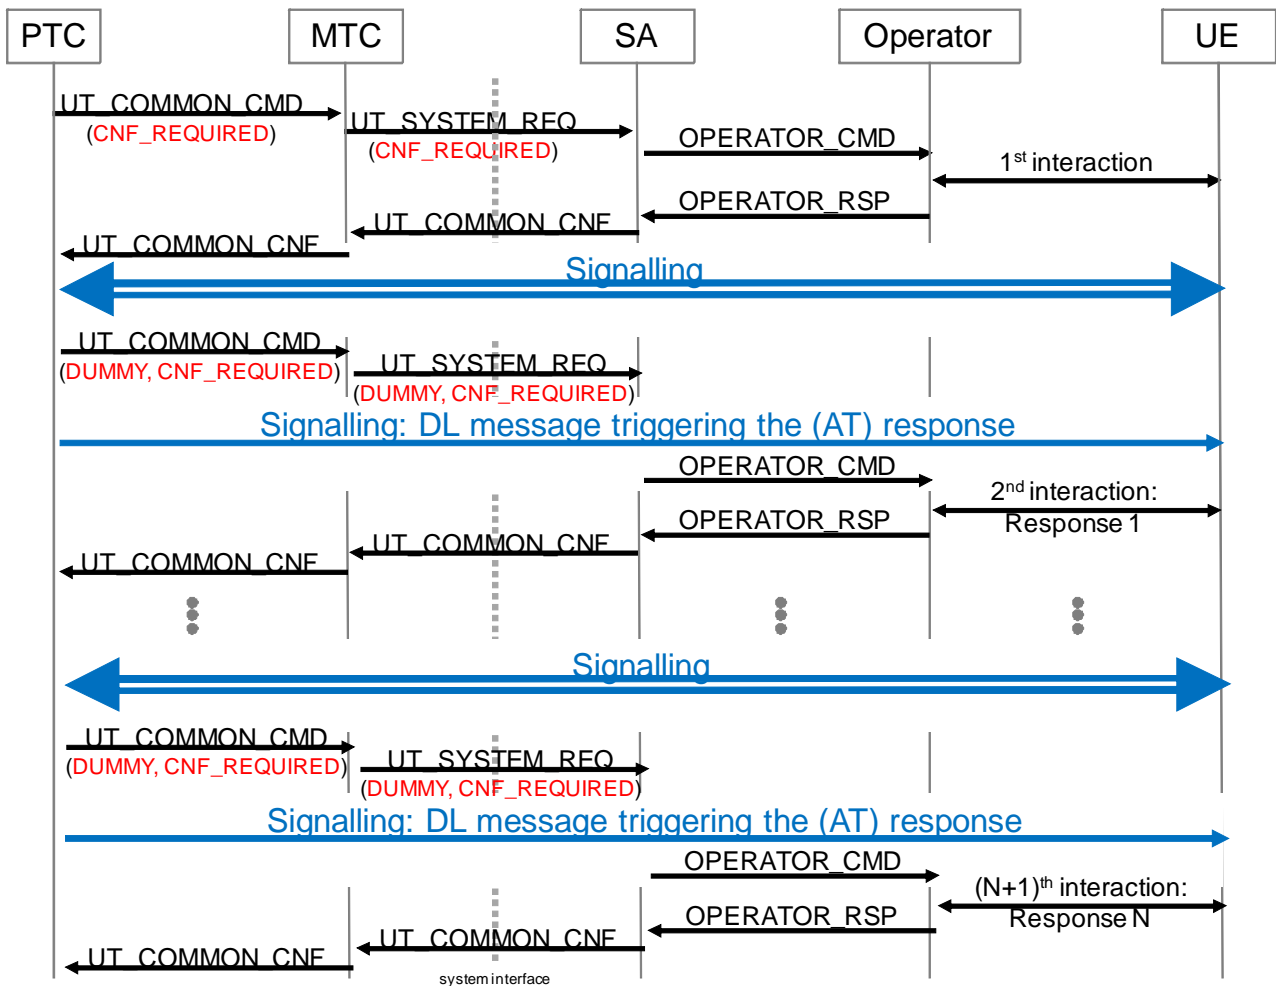 PTC MTC SA Operator UE
UT_COMMON_CMD
(CNF_REQUIRED)
UT_SYSTEM_REQ
(CNF_REQUIRED)
OPERATOR_CMD
1st interaction
OPERATOR_RSP
UT_COMMON_CNF
UT_COMMON_CNF
Signalling
UT_COMMON_CMD
(DUMMY, CNF_REQUIRED)
UT_SYSTEM_REQ
(DUMMY, CNF_REQUIRED)
Signalling: DL message triggering the (AT) response
OPERATOR_CMD
2nd interaction:
Response 1
OPERATOR_RSP
UT_COMMON_CNF
UT_COMMON_CNF
Signalling
UT_COMMON_CMD
(DUMMY, CNF_REQUIRED)
UT_SYSTEM_REQ
(DUMMY, CNF_REQUIRED)
Signalling: DL message triggering the (AT) response
OPERATOR_CMD
(N+1)th interaction:
Response N
OPERATOR_RSP
UT_COMMON_CNF
UT_COMMON_CNF
system interface